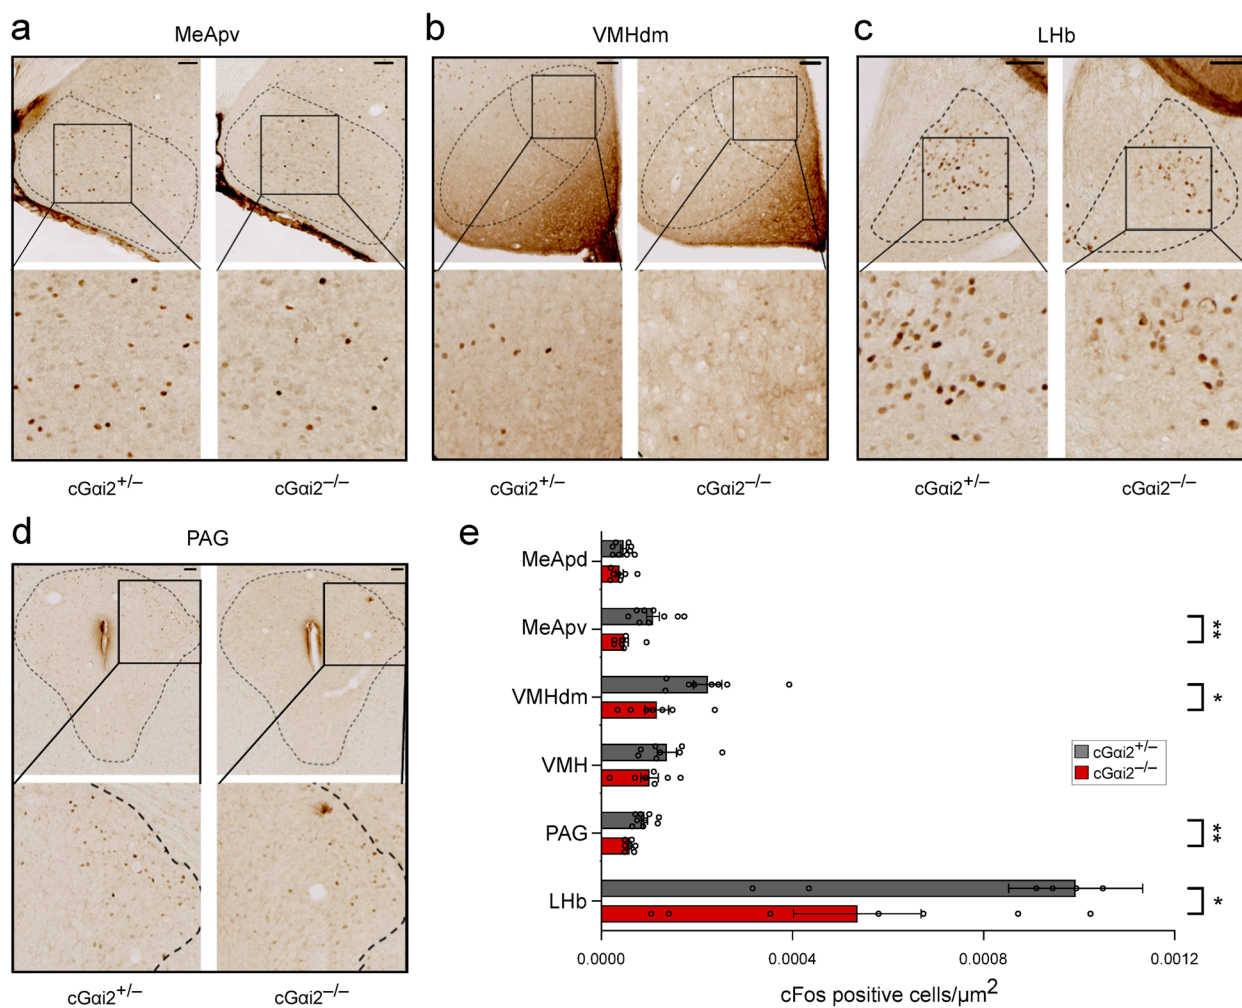 a
MeApv
cGαi2+/–
cGαi2–/–
b
VMHdm
cGαi2+/–
cGαi2–/–
c
LHb
cGαi2+/–
cGαi2–/–
d
PAG
cGαi2+/–
cGαi2–/–
e
MeApd
MeApv
**
VMHdm
*
VMH
cGαi2+/–
cGαi2–/–
PAG
**
LHb
*
0.0000
0.0004
0.0008
0.0012
cFos positive cells/µm2